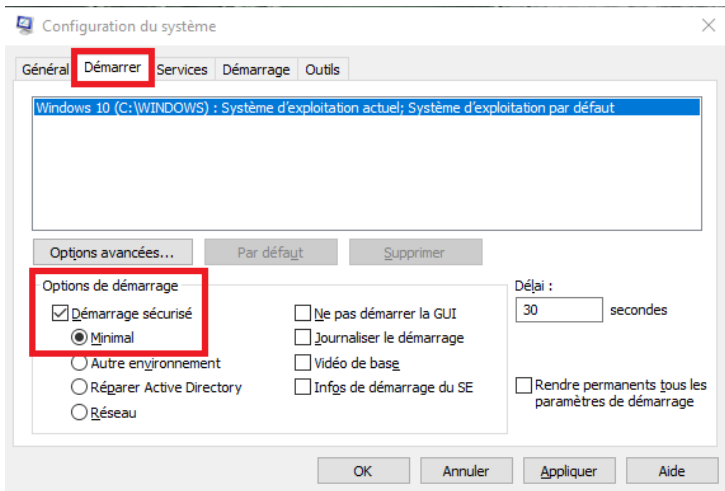 Configuration du système
Général Démarrer Services Démarrage Outils
Windows 10 (C:\WINDOWS) : Système d'exploitation actuel; Système d'exploitation par défaut
Options avancées... Par défaut Supprimer
Options de démarrage Délai :
Démarrage sécurisé Ne pas démarrer la GUI 30 secondes
Minimal Journaliser le démarrage
Autre environnement Vidéo de base
Réparer Active Directory Infos de démarrage du SE Rendre permanents tous les
Réseau paramètres de démarrage
OK Annuler Appliquer Aide